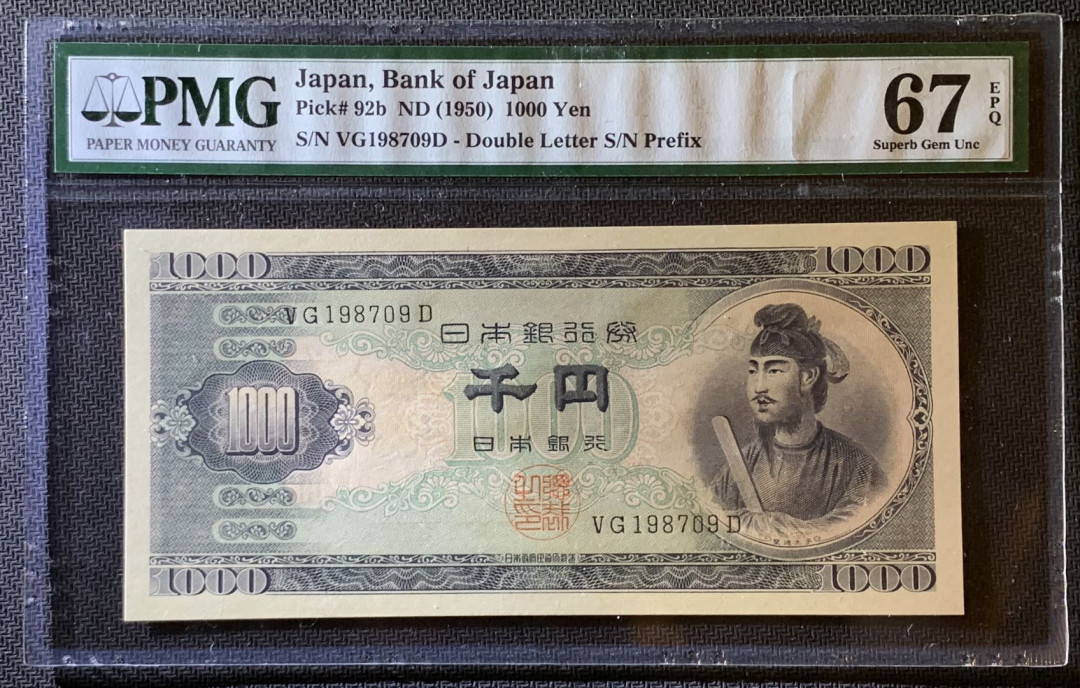 PMG
PAPER MONEY GUARANTY
Japan, Bank of Japan
Pick# 92b ND (1950) 1000 Yen
S/N VG198709D - Double Letter S/N Prefix
67
EPQ
Superb Gem Unc
1000
1000
VG198709D
日本銀行券
千円
1000
1000
日本銀行
VG198709D
1000
1000